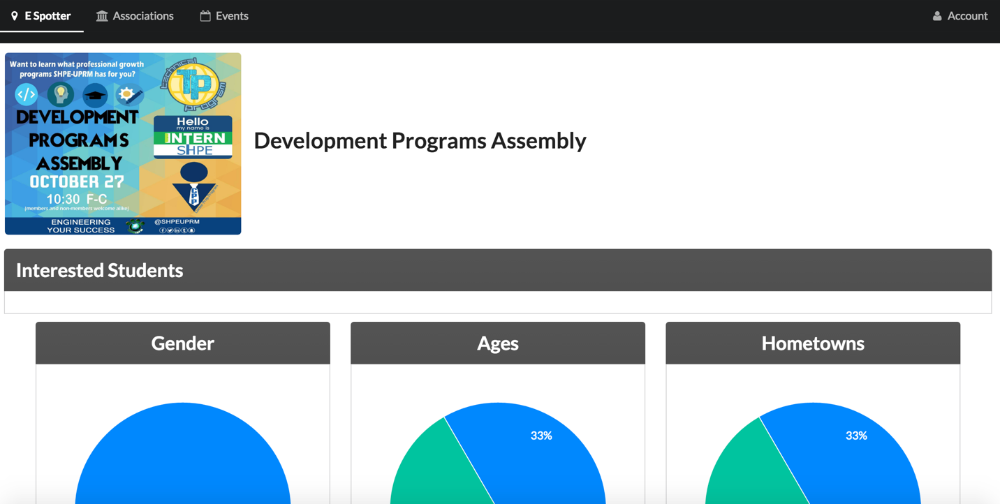 E Spotter
Associations
Events
Account
Want to learn what professional growth
programs SHPE-UPRM has for you?
</>
DEVELOPMENT
PROGRAMS
ASSEMBLY
OCTOBER 27
10:30 F-C
(members and non-members welcome alike)
ENGINEERING
YOUR SUCCESS
@SHPEUPRM
technical
TP
program
Hello
my name is
INTERN
SHPE
CPP
Development Programs Assembly
Interested Students
Gender
Ages
Hometowns
33%
33%